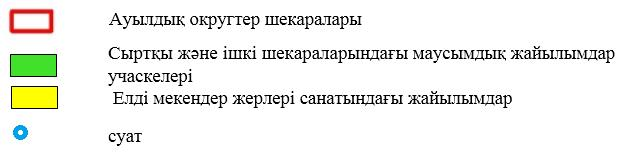 Ауылдық округтер шекаралары
Сыртқы және ішкі шекараларындағы маусымдық жайылымдар
учаскелері
Елді мекендер жерлері санатындағы жайылымдар
суат